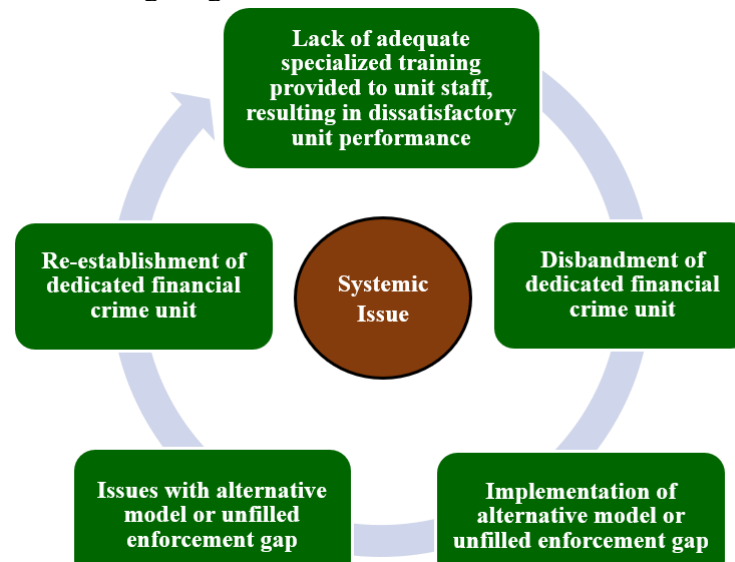 Lack of adequate
specialized training
provided to unit staff,
resulting in dissatisfactory
unit performance
Disbandment of
dedicated financial
crime unit
Implementation of
alternative model or
unfilled enforcement gap
Issues with alternative
model or unfilled
enforcement gap
Re-establishment of
dedicated financial
crime unit
Systemic
Issue